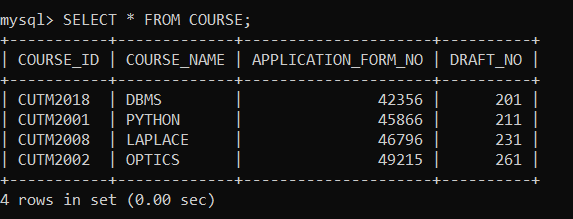 mysql> SELECT * FROM COURSE;
+-----------+-------------+---------------------+----------+
| COURSE_ID | COURSE_NAME | APPLICATION_FORM_NO | DRAFT_NO |
+-----------+-------------+---------------------+----------+
| CUTM2018  | DBMS        |               42356 |      201 |
| CUTM2001  | PYTHON      |               45866 |      211 |
| CUTM2008  | LAPLACE     |               46796 |      231 |
| CUTM2002  | OPTICS      |               49215 |      261 |
+-----------+-------------+---------------------+----------+
4 rows in set (0.00 sec)